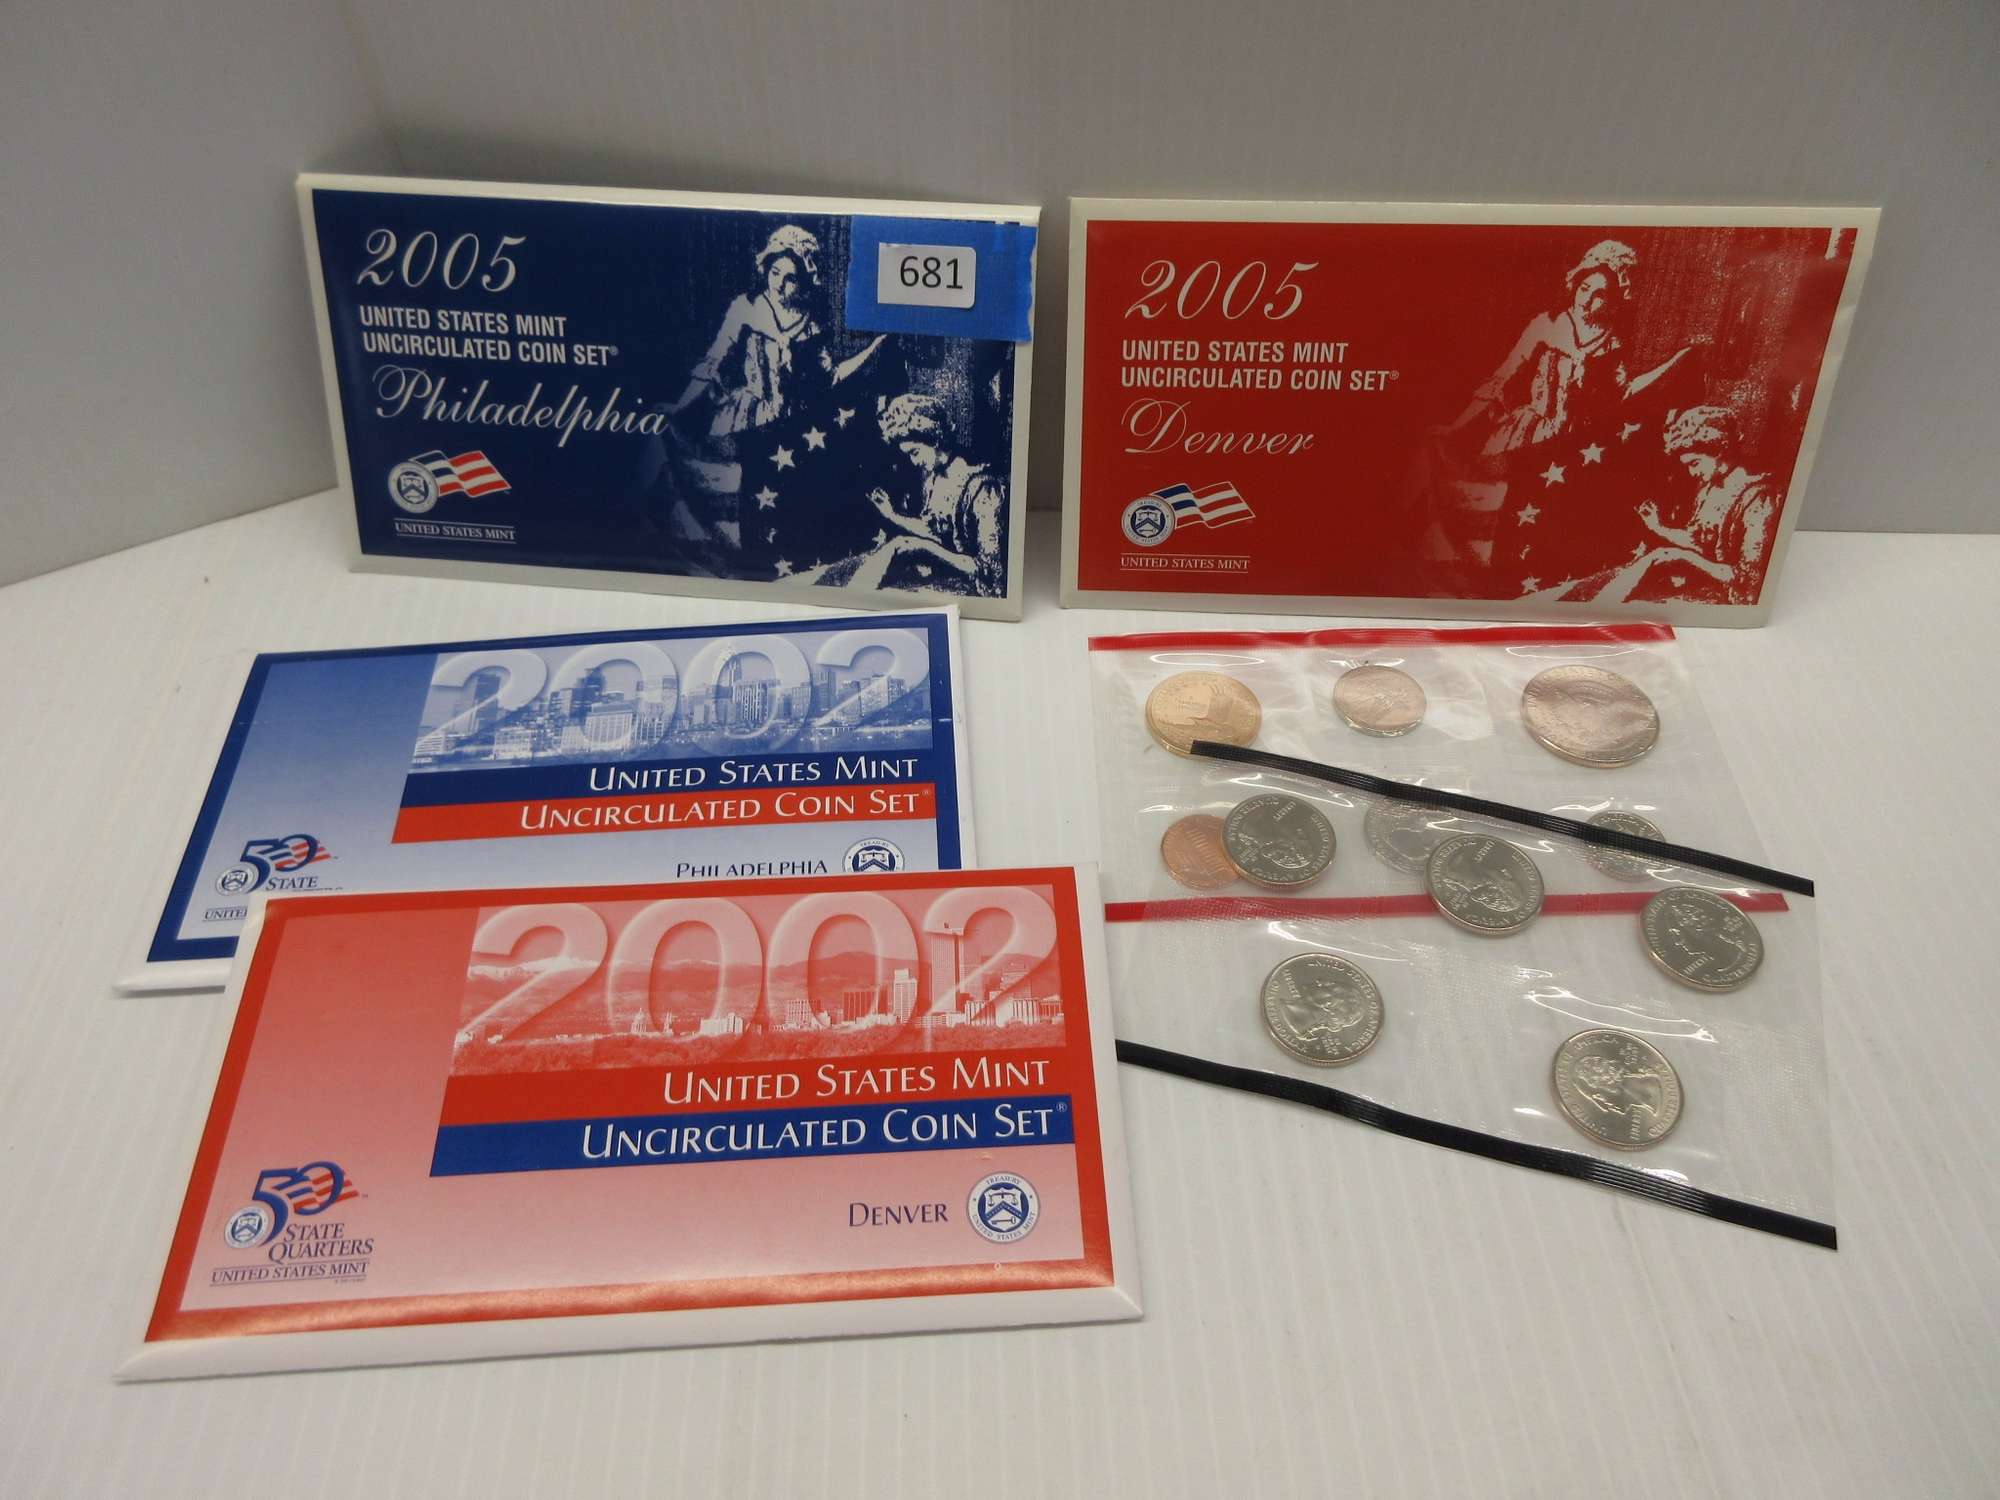 2005
UNITED STATES MINT
UNCIRCULATED COIN SET®
Philadelphia
UNITED STATES MINT
681
2005
UNITED STATES MINT
UNCIRCULATED COIN SET®
Denver
UNITED STATES MINT
2002
UNITED STATES MINT
UNCIRCULATED COIN SET®
PHILADELPHIA
50
STATE
2002
UNITED STATES MINT
UNCIRCULATED COIN SET®
DENVER
50
STATE
QUARTERS
UNITED STATES MINT